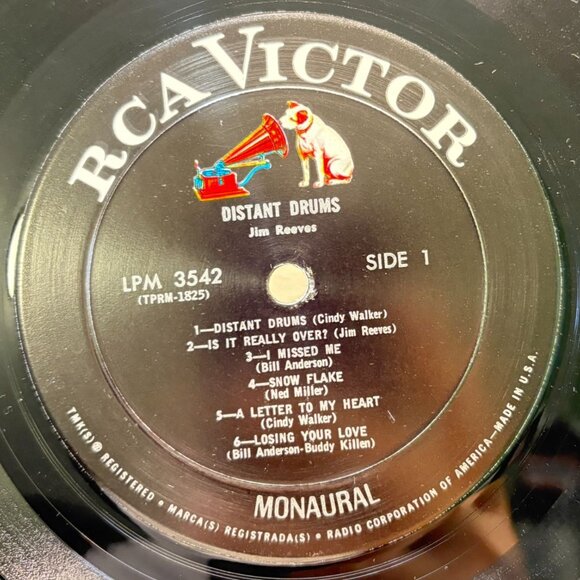 RCA VICTOR
DISTANT DRUMS
Jim Reeves
LPM 3542
(TPRM-1825)
SIDE 1
1—DISTANT DRUMS (Cindy Walker)
2—IS IT REALLY OVER? (Jim Reeves)
3—I MISSED ME
(Bill Anderson)
4—SNOW FLAKE
(Ned Miller)
5—A LETTER TO MY HEART
(Cindy Walker)
6—LOSING YOUR LOVE
(Bill Anderson-Buddy Killen)
MONAURAL
TMK(S) ® REGISTERED • MARCA(S) REGISTRADA(S) • RADIO CORPORATION OF AMERICA—MADE IN U.S.A.